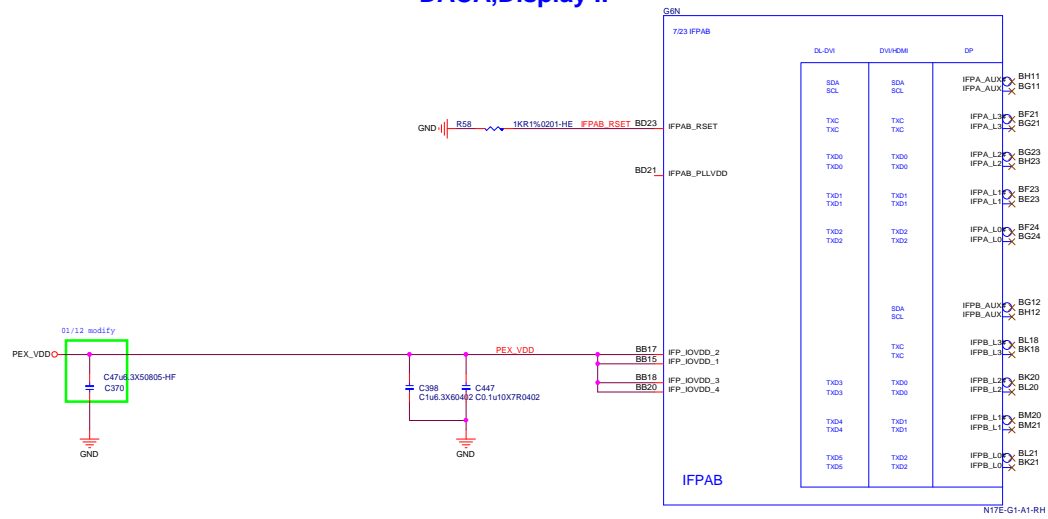 G6N
7/23 IFPAB
DL-DVI DVI/HDMI DP
SDA SDA IFPA_AUX# BH11
SCL SCL IFPA_AUX BG11
GND R58 1KR1%0201-HE IFPAB_RSET BD23 IFPAB_RSET
TXC TXC IFPA_L3# BF21
TXC TXC IFPA_L3 BG21
TXD0 TXD0 IFPA_L2# BG23
TXD0 TXD0 IFPA_L2 BH23
BD21 IFPAB_PLLVDD
TXD1 TXD1 IFPA_L1# BF23
TXD1 TXD1 IFPA_L1 BE23
TXD2 TXD2 IFPA_L0# BF24
TXD2 TXD2 IFPA_L0 BG24
SDA IFPB_AUX# BG12
SCL IFPB_AUX BH12
01/12 modify
PEX_VDD PEX_VDD BB17 IFP_IOVDD_2
BB15 IFP_IOVDD_1
TXC IFPB_L3# BL18
TXC IFPB_L3 BK18
C47u6.3X50805-HF
C370
BB18 IFP_IOVDD_3
BB20 IFP_IOVDD_4
C398 C447
C1u6.3X60402 C0.1u10X7R0402
TXD3 TXD0 IFPB_L2# BK20
TXD3 TXD0 IFPB_L2 BL20
TXD4 TXD1 IFPB_L1# BM20
TXD4 TXD1 IFPB_L1 BM21
GND GND
TXD5 TXD2 IFPB_L0# BL21
TXD5 TXD2 IFPB_L0 BK21
IFPAB
N17E-G1-A1-RH